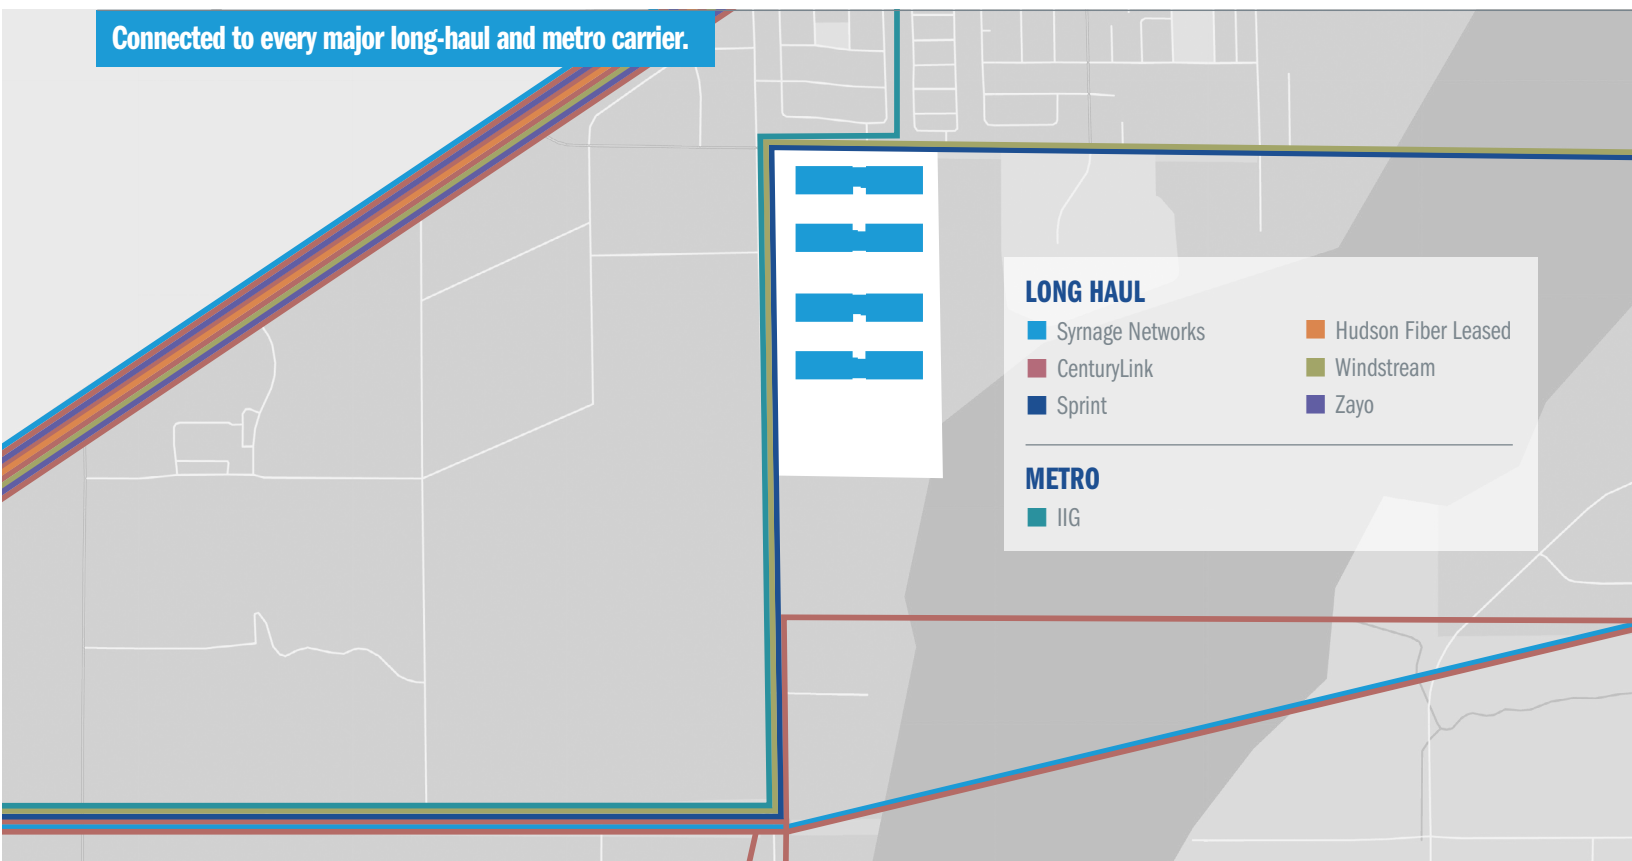 Connected to every major long-haul and metro carrier.
LONG HAUL
Syrnage Networks
CenturyLink
Sprint
Hudson Fiber Leased
Windstream
Zayo
METRO
IIG